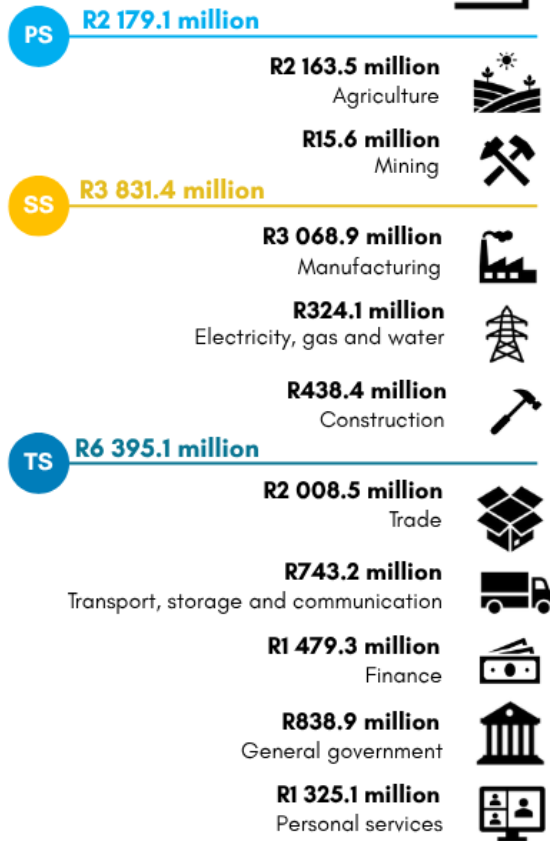 PS R2 179.1 million
R2 163.5 million
Agriculture
R15.6 million
Mining
SS R3 831.4 million
R3 068.9 million
Manufacturing
R324.1 million
Electricity, gas and water
R438.4 million
Construction
TS R6 395.1 million
R2 008.5 million
Trade
R743.2 million
Transport, storage and communication
R1 479.3 million
Finance
R838.9 million
General government
R1 325.1 million
Personal services